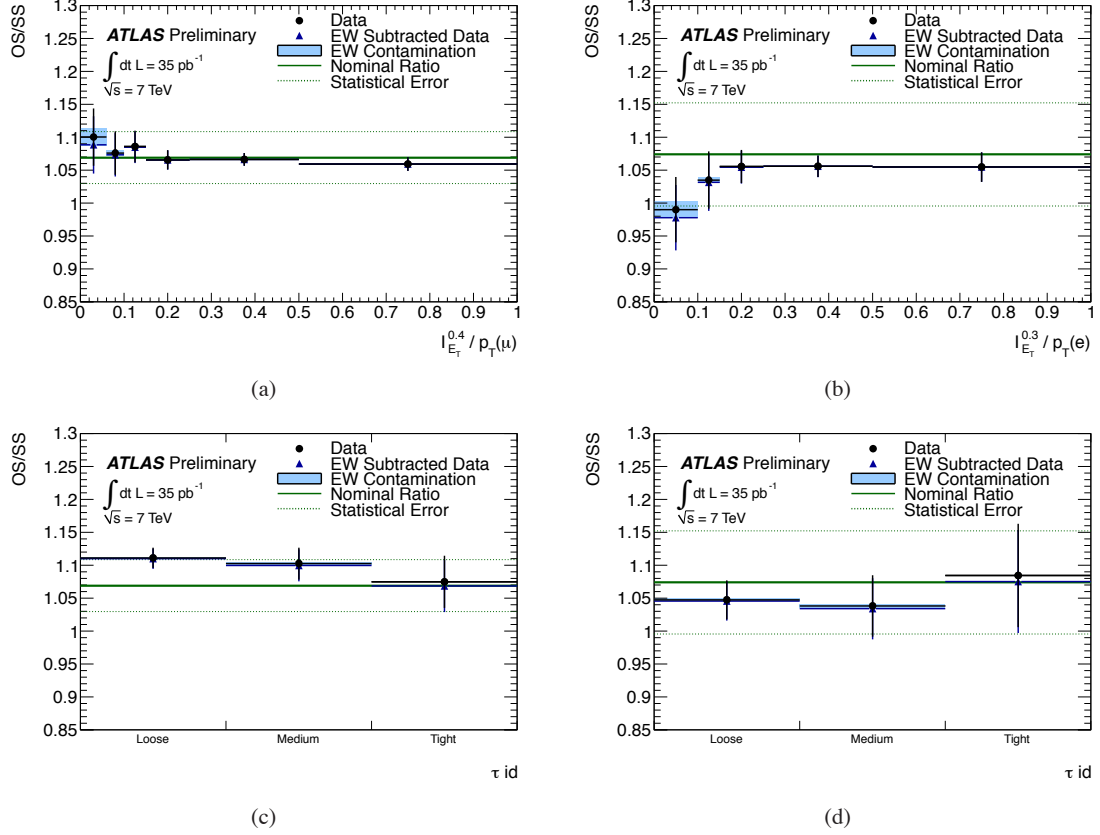 OS/SS
1.3
1.25
1.2
1.15
1.1
1.05
1
0.95
0.9
0.85
ATLAS Preliminary
∫ dt L = 35 pb⁻¹
√s = 7 TeV
Data
EW Subtracted Data
EW Contamination
Nominal Ratio
Statistical Error
0 0.1 0.2 0.3 0.4 0.5 0.6 0.7 0.8 0.9 1
I^{0.4}_{E_T} / p_T(μ)
(a)
OS/SS
1.3
1.25
1.2
1.15
1.1
1.05
1
0.95
0.9
0.85
ATLAS Preliminary
∫ dt L = 35 pb⁻¹
√s = 7 TeV
Data
EW Subtracted Data
EW Contamination
Nominal Ratio
Statistical Error
0 0.1 0.2 0.3 0.4 0.5 0.6 0.7 0.8 0.9 1
I^{0.3}_{E_T} / p_T(e)
(b)
OS/SS
1.3
1.25
1.2
1.15
1.1
1.05
1
0.95
0.9
0.85
ATLAS Preliminary
∫ dt L = 35 pb⁻¹
√s = 7 TeV
Data
EW Subtracted Data
EW Contamination
Nominal Ratio
Statistical Error
Loose Medium Tight
τ id
(c)
OS/SS
1.3
1.25
1.2
1.15
1.1
1.05
1
0.95
0.9
0.85
ATLAS Preliminary
∫ dt L = 35 pb⁻¹
√s = 7 TeV
Data
EW Subtracted Data
EW Contamination
Nominal Ratio
Statistical Error
Loose Medium Tight
τ id
(d)